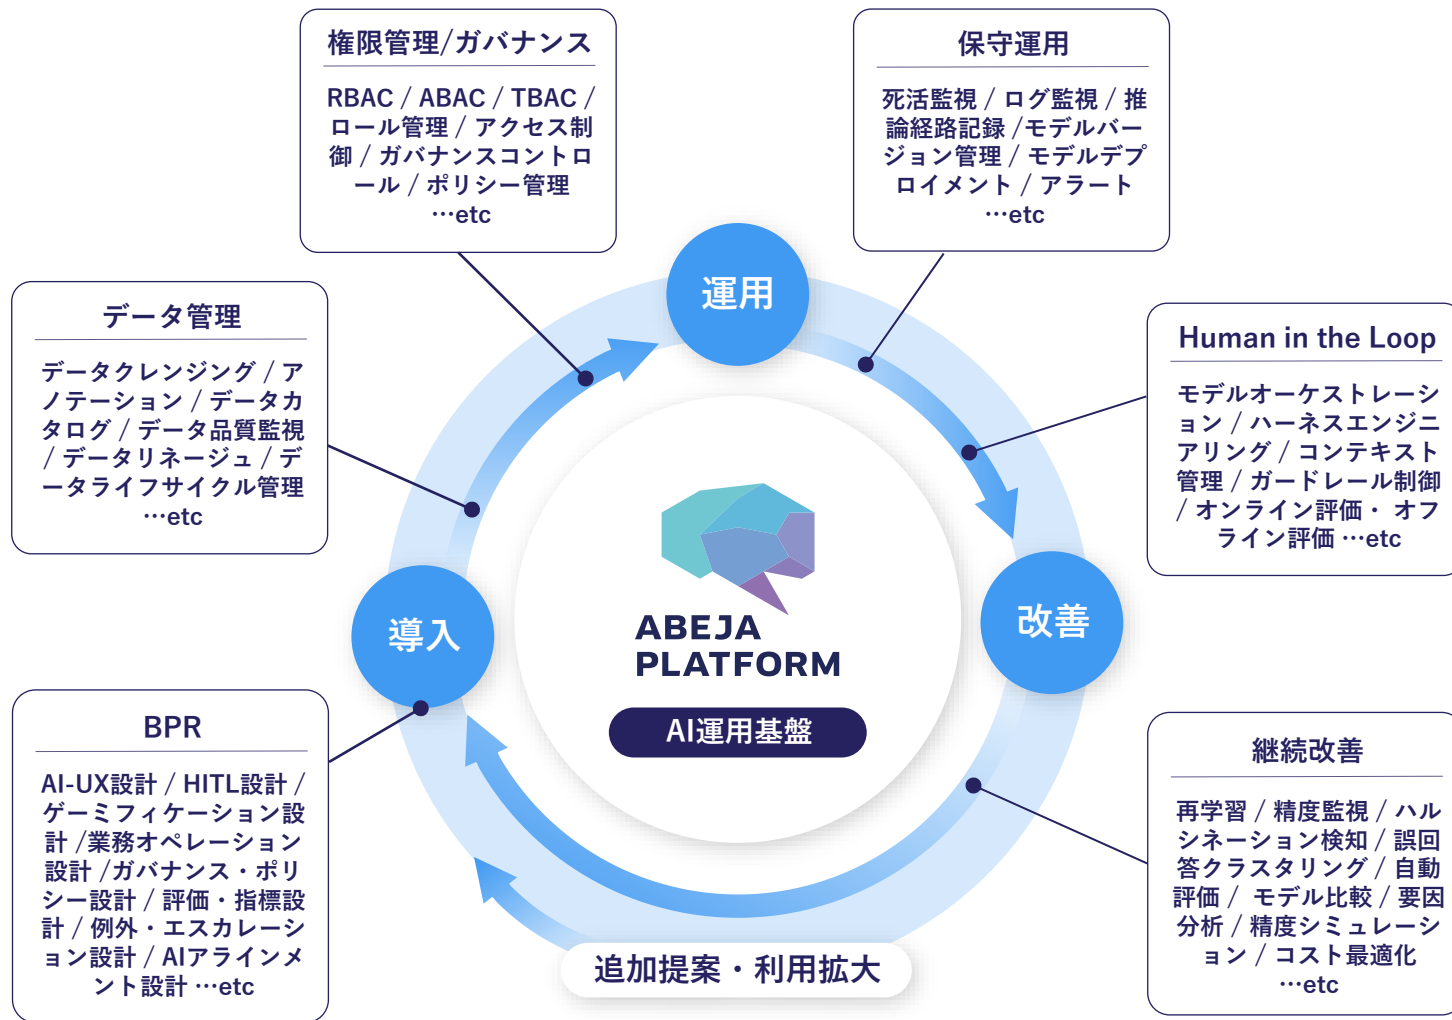 権限管理/ガバナンス
RBAC / ABAC / TBAC /
ロール管理 / アクセス制
御 / ガバナンスコントロ
ール / ポリシー管理
…etc
保守運用
死活監視 / ログ監視 / 推
論経路記録 /モデルバー
ジョン管理 / モデルデプ
ロイメント / アラート
…etc
運用
データ管理
データクレンジング / ア
ノテーション / データカ
タログ / データ品質監視
/ データリネージュ / デ
ータライフサイクル管理
…etc
Human in the Loop
モデルオーケストレーシ
ョン / ハーネスエンジニ
アリング / コンテキスト
管理 / ガードレール制御
/ オンライン評価・ オフ
ライン評価 …etc
導入
改善
ABEJA
PLATFORM
AI運用基盤
BPR
AI-UX設計 / HITL設計 /
ゲーミフィケーション設
計 /業務オペレーション
設計 /ガバナンス・ポリ
シー設計 / 評価・指標設
計 / 例外・エスカレーシ
ョン設計 / AIアラインメ
ント設計 …etc
継続改善
再学習 / 精度監視 / ハル
シネーション検知 / 誤回
答クラスタリング / 自動
評価 / モデル比較 / 要因
分析 / 精度シミュレーシ
ョン / コスト最適化
…etc
追加提案・利用拡大